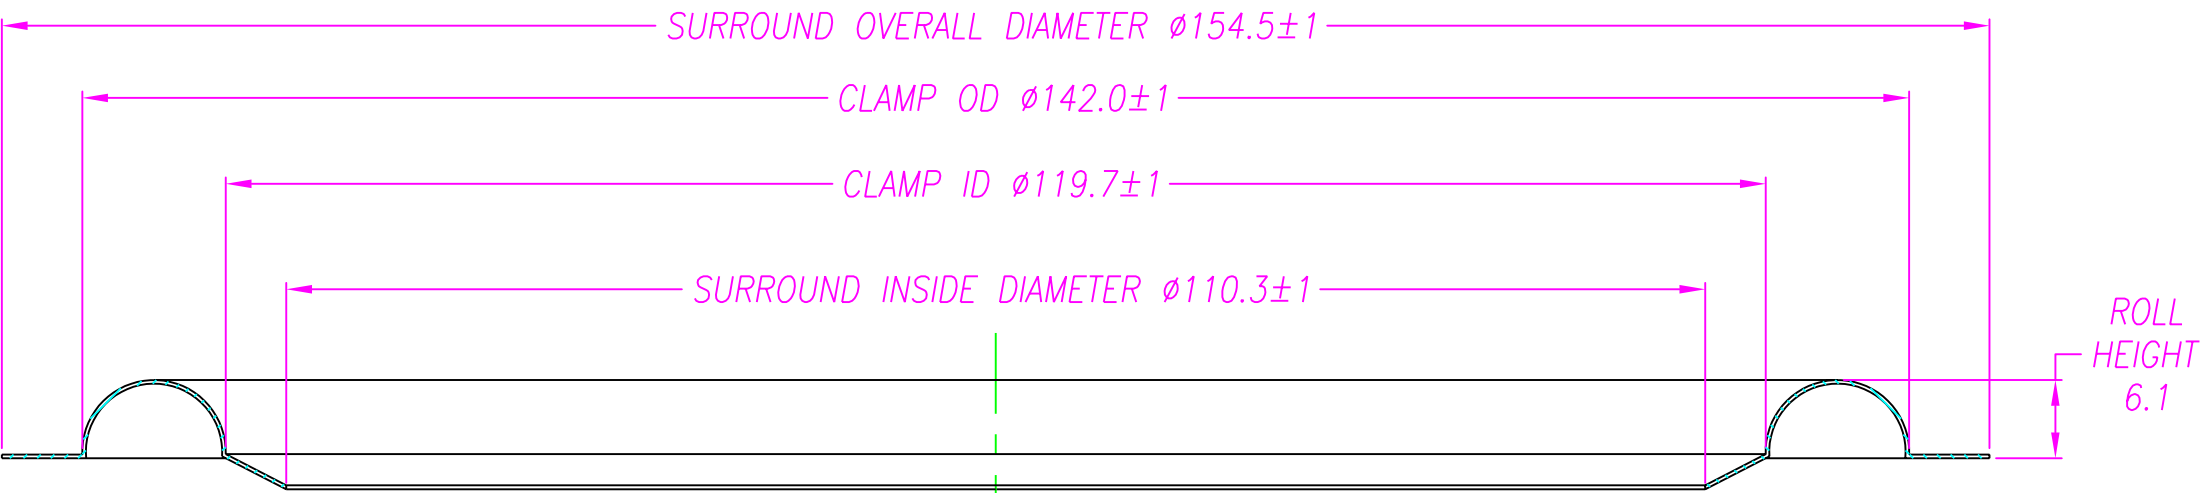 SURROUND OVERALL DIAMETER ø154.5±1
CLAMP OD ø142.0±1
CLAMP ID ø119.7±1
SURROUND INSIDE DIAMETER ø110.3±1
ROLL
HEIGHT
6.1